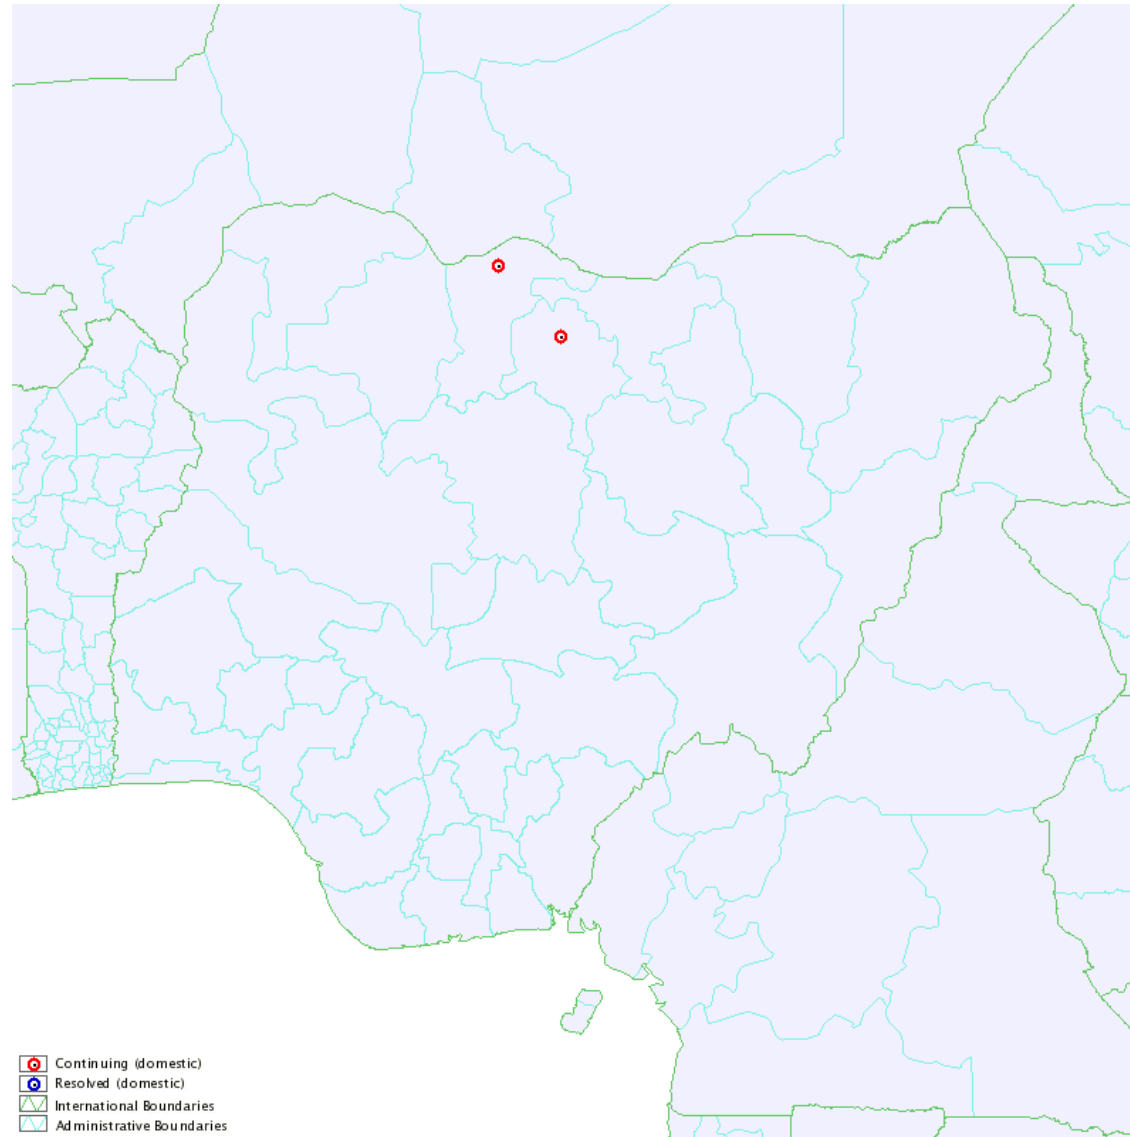 Continuing (domestic)
Resolved (domestic)
International Boundaries
Administrative Boundaries